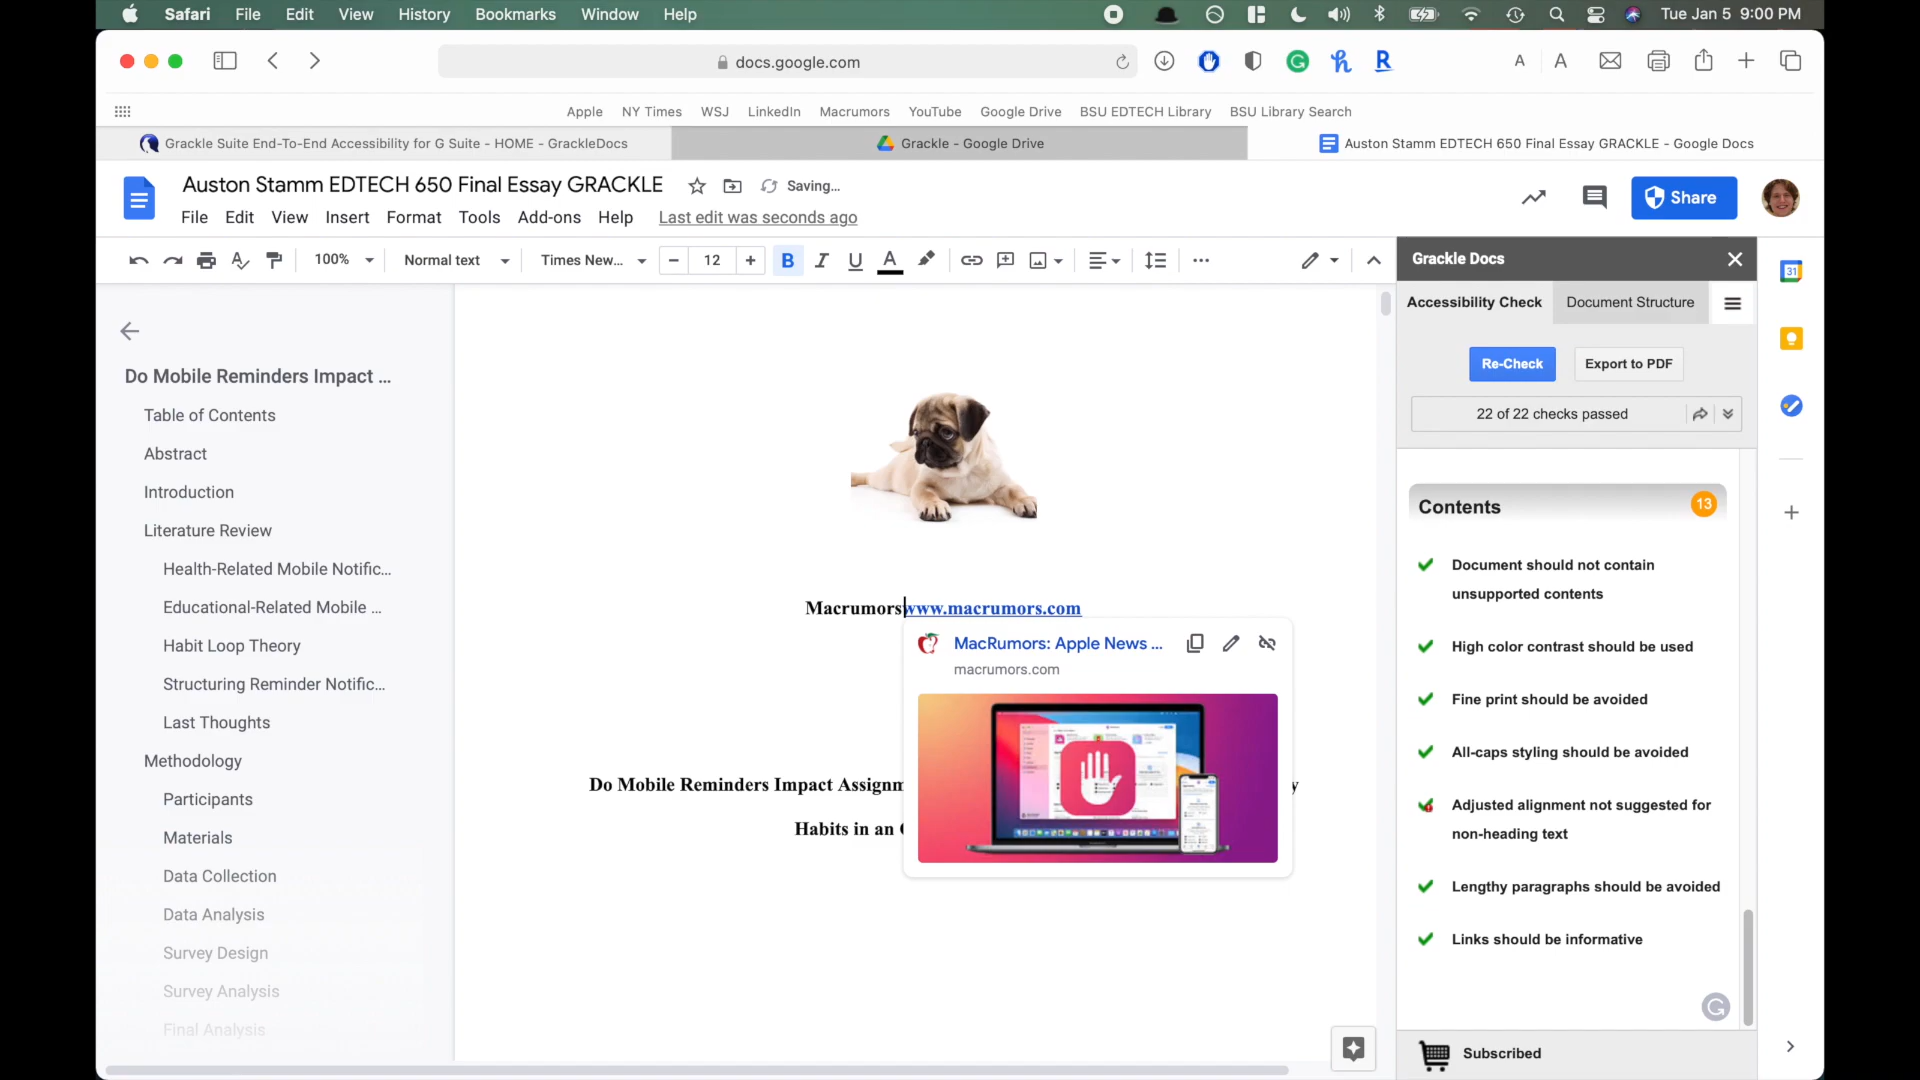 Safari File Edit View History Bookmarks Window Help Tue Jan 5 9:00 PM
docs.google.com
Apple NY Times WSJ LinkedIn Macrumors YouTube Google Drive BSU EDTECH Library BSU Library Search
Grackle Suite End-To-End Accessibility for G Suite - HOME - GrackleDocs
Grackle - Google Drive
Auston Stamm EDTECH 650 Final Essay GRACKLE - Google Docs
Auston Stamm EDTECH 650 Final Essay GRACKLE Saving...
Share
File Edit View Insert Format Tools Add-ons Help Last edit was seconds ago
100% Normal text Times New... 12
Do Mobile Reminders Impact ...
Table of Contents
Abstract
Introduction
Literature Review
Health-Related Mobile Notific...
Educational-Related Mobile ...
Habit Loop Theory
Structuring Reminder Notific...
Last Thoughts
Methodology
Participants
Materials
Data Collection
Data Analysis
Survey Design
Survey Analysis
Final Analysis
Macrumorswww.macrumors.com
MacRumors: Apple News ...
macrumors.com
Do Mobile Reminders Impact Assignm
y
Habits in an
Grackle Docs
Accessibility Check Document Structure
Re-Check Export to PDF
22 of 22 checks passed
Contents 13
Document should not contain
unsupported contents
High color contrast should be used
Fine print should be avoided
All-caps styling should be avoided
Adjusted alignment not suggested for
non-heading text
Lengthy paragraphs should be avoided
Links should be informative
Subscribed
31